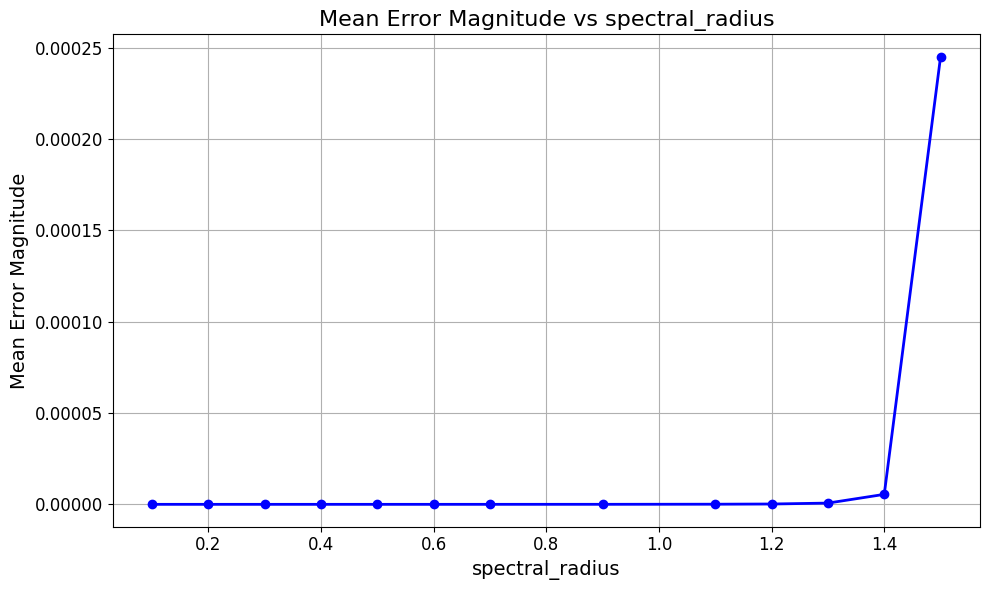 Mean Error Magnitude vs spectral_radius
Mean Error Magnitude
0.00025
0.00020
0.00015
0.00010
0.00005
0.00000
0.2 0.4 0.6 0.8 1.0 1.2 1.4
spectral_radius